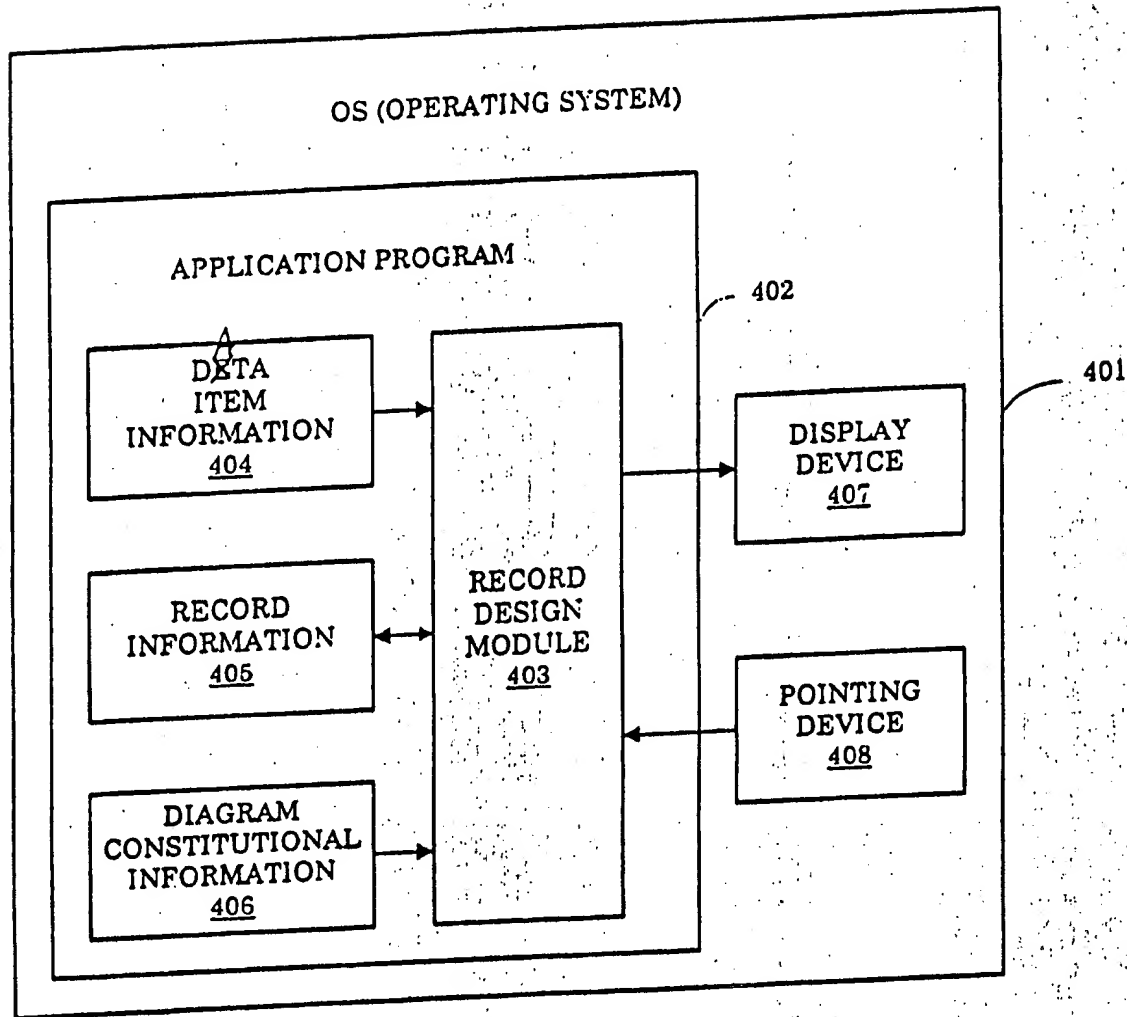 OS (OPERATING SYSTEM)
APPLICATION PROGRAM
402
401
A
DETA
ITEM
INFORMATION
404
RECORD
INFORMATION
405
DIAGRAM
CONSTITUTIONAL
INFORMATION
406
RECORD
DESIGN
MODULE
403
DISPLAY
DEVICE
407
POINTING
DEVICE
408